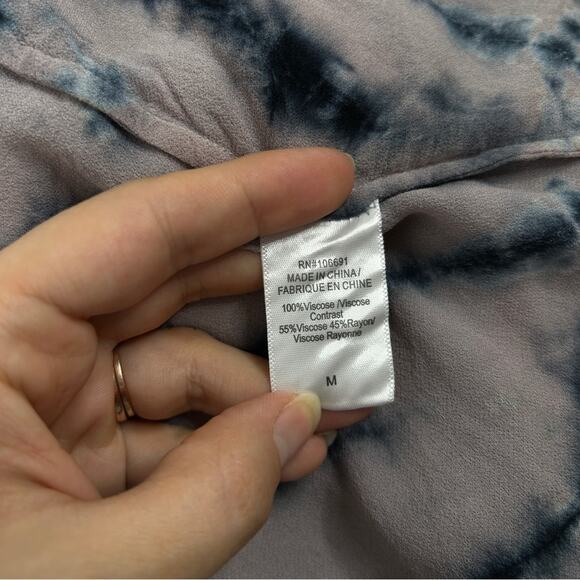 RN#106691
MADE IN CHINA/
FABRIQUE EN CHINE
100%Viscose /Viscose
Contrast
55%Viscose 45%Rayon/
Viscose Rayonne
M